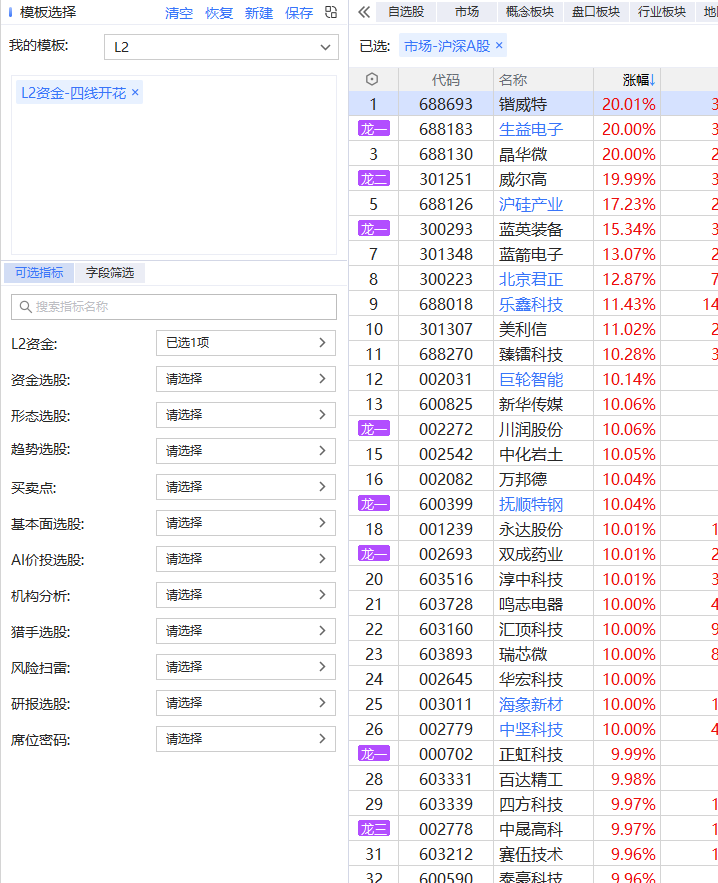 模板选择 清空 恢复 新建 保存
我的模板: L2
L2资金-四线开花 ×
可选指标 字段筛选
搜索指标名称
L2资金: 已选1项
资金选股: 请选择
形态选股: 请选择
趋势选股: 请选择
买卖点: 请选择
基本面选股: 请选择
AI价投选股: 请选择
机构分析: 请选择
猎手选股: 请选择
风险扫雷: 请选择
研报选股: 请选择
席位密码: 请选择
自选股 市场 概念板块 盘口板块 行业板块
已选: 市场-沪深A股 ×
代码 名称 涨幅↓
1 688693 锴威特 20.01% 3
龙一 688183 生益电子 20.00% 3
3 688130 晶华微 20.00% 2
龙二 301251 威尔高 19.99% 3
5 688126 沪硅产业 17.23% 2
龙一 300293 蓝英装备 15.34% 3
7 301348 蓝箭电子 13.07% 2
8 300223 北京君正 12.87% 7
9 688018 乐鑫科技 11.43% 14
10 301307 美利信 11.02% 2
11 688270 臻镭科技 10.28% 3
12 002031 巨轮智能 10.14%
13 600825 新华传媒 10.06%
龙一 002272 川润股份 10.06%
15 002542 中化岩土 10.05%
16 002082 万邦德 10.04%
龙一 600399 抚顺特钢 10.04%
18 001239 永达股份 10.01% 1
龙一 002693 双成药业 10.01% 2
20 603516 淳中科技 10.01% 3
21 603728 鸣志电器 10.00% 4
22 603160 汇顶科技 10.00% 9
23 603893 瑞芯微 10.00% 8
24 002645 华宏科技 10.00%
25 003011 海象新材 10.00% 1
26 002779 中坚科技 10.00% 4
龙一 000702 正虹科技 9.99%
28 603331 百达精工 9.98%
29 603339 四方科技 9.97% 1
龙三 002778 中晟高科 9.97% 1
31 603212 赛伍技术 9.96% 1
32 600590 泰豪科技 9.96%